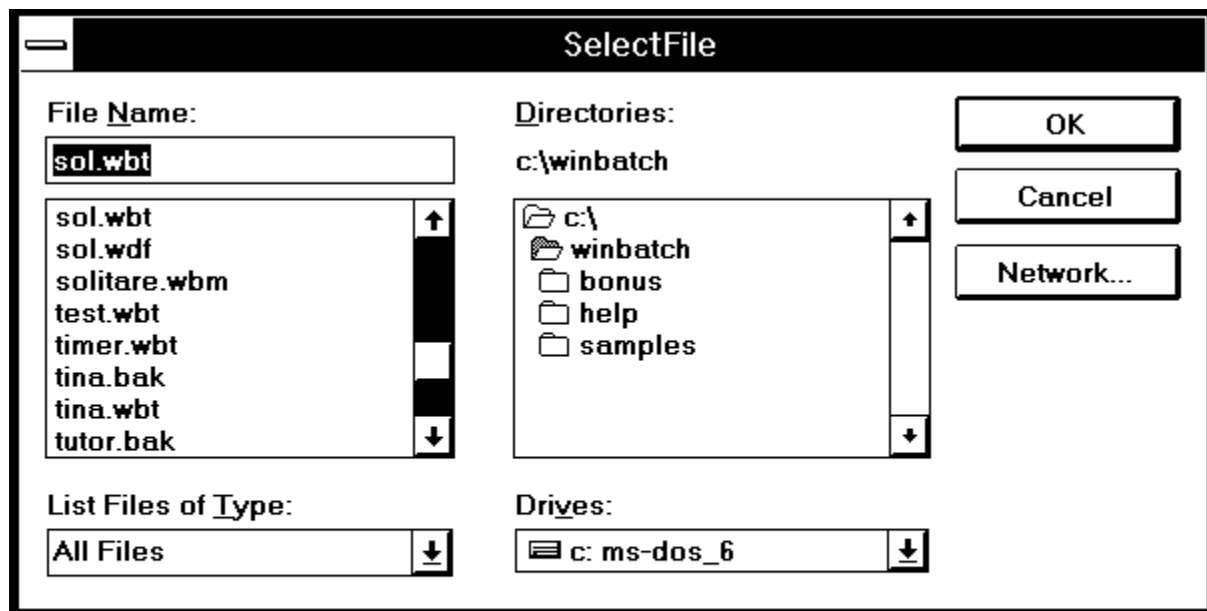 SelectFile
File Name:
sol.wbt
sol.wbt
sol.wdf
solitare.wbm
test.wbt
timer.wbt
tina.bak
tina.wbt
tutor.bak
List Files of Type:
All Files
Directories:
c:\winbatch
c:\
winbatch
bonus
help
samples
Drives:
c: ms-dos_6
OK
Cancel
Network...